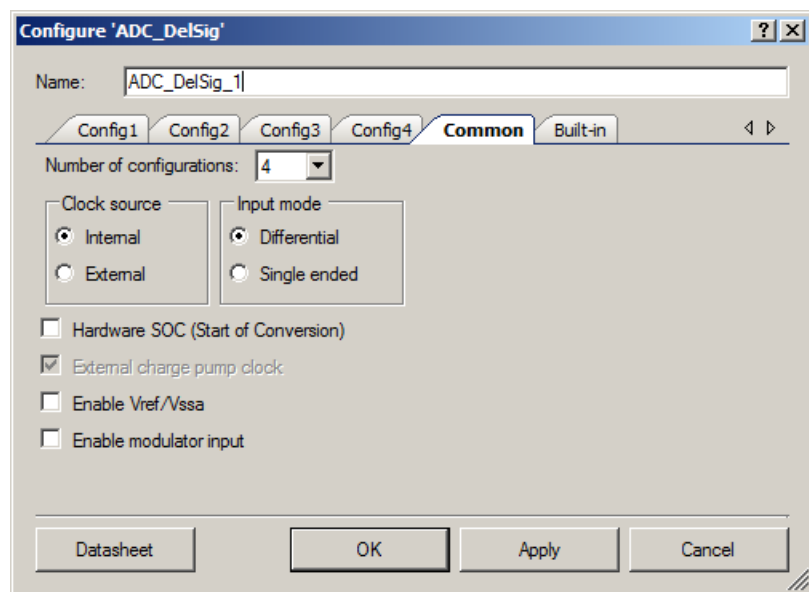 Configure 'ADC_DelSig'
Name: ADC_DelSig_1
Config1 Config2 Config3 Config4 Common Built-in
Number of configurations: 4
Clock source Input mode
Internal Differential
External Single ended
Hardware SOC (Start of Conversion)
External charge pump clock
Enable Vref/Vssa
Enable modulator input
Datasheet OK Apply Cancel